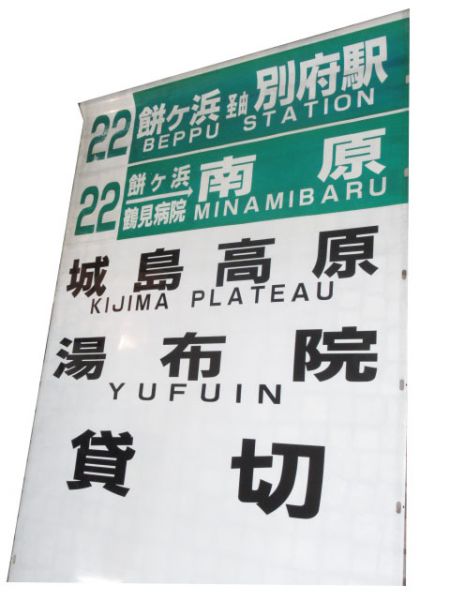 22 餅ヶ浜 経由 別府駅
BEPPU STATION
22 餅ヶ浜 → 鶴見病院 南原
MINAMIBARU
城島高原
KIJIMA PLATEAU
湯布院
YUFUIN
貸切